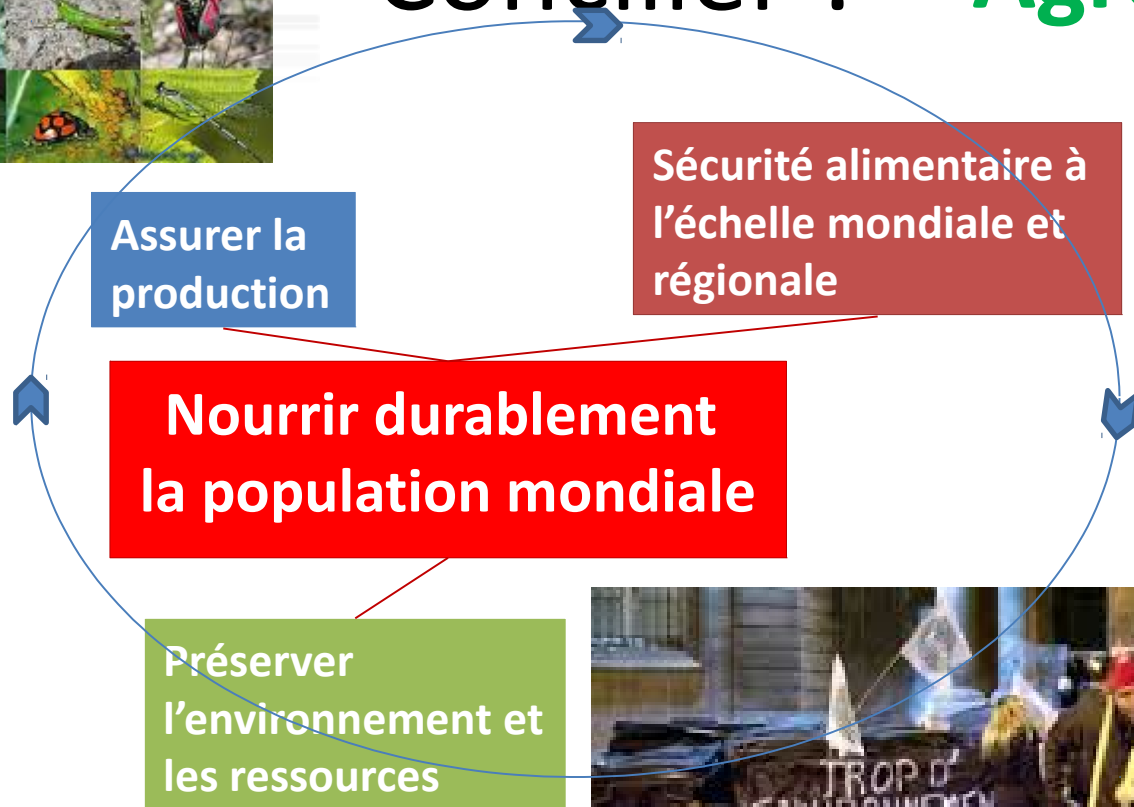 Concilier :
Assurer la
production
Sécurité alimentaire à
l’échelle mondiale et
régionale
Nourrir durablement
la population mondiale
Préserver
l’environnement et
les ressources
TROP D’